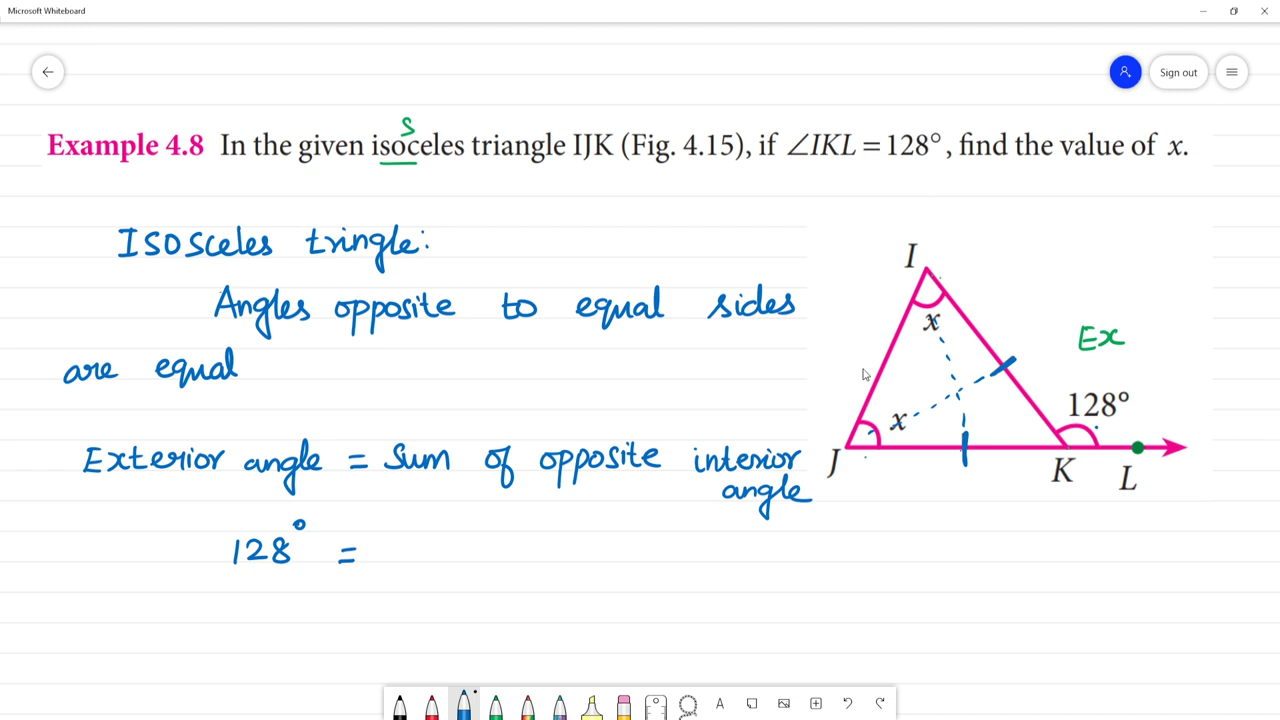 Microsoft Whiteboard
Sign out
s
Example 4.8 In the given isoceles triangle IJK (Fig. 4.15), if ∠IKL = 128°, find the value of x.
Isosceles tringle:
Angles opposite to equal sides
are equal
Exterior angle = Sum of opposite interior
angle
128° =
I
x
Ex
x
128°
J
K
L
A